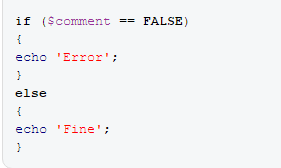 if ($comment == FALSE)
{
echo 'Error';
}
else
{
echo 'Fine';
}